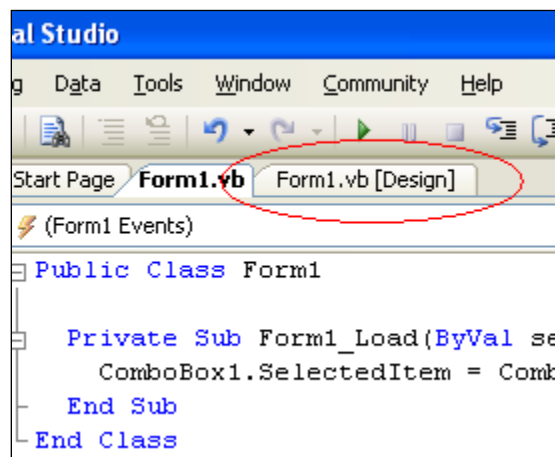 al Studio
g Data Tools Window Community Help
Start Page Form1.vb Form1.vb [Design]
(Form1 Events)
Public Class Form1
Private Sub Form1_Load(ByVal se
ComboBox1.SelectedItem = Comb
End Sub
End Class